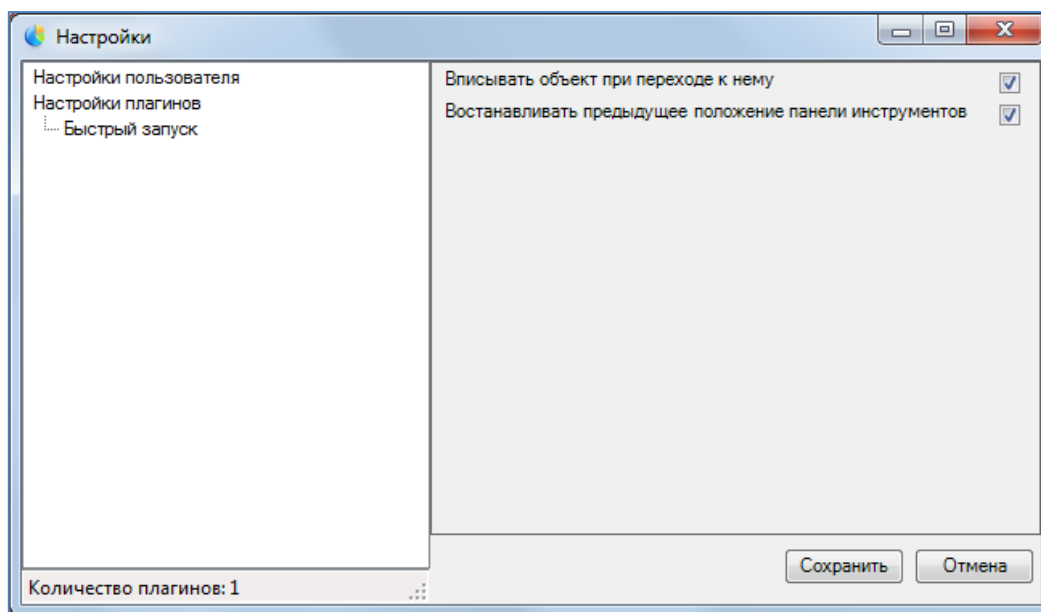 Настройки
Настройки пользователя
Настройки плагинов
Быстрый запуск
Вписывать объект при переходе к нему
Востанавливать предыдущее положение панели инструментов
Сохранить
Отмена
Количество плагинов: 1